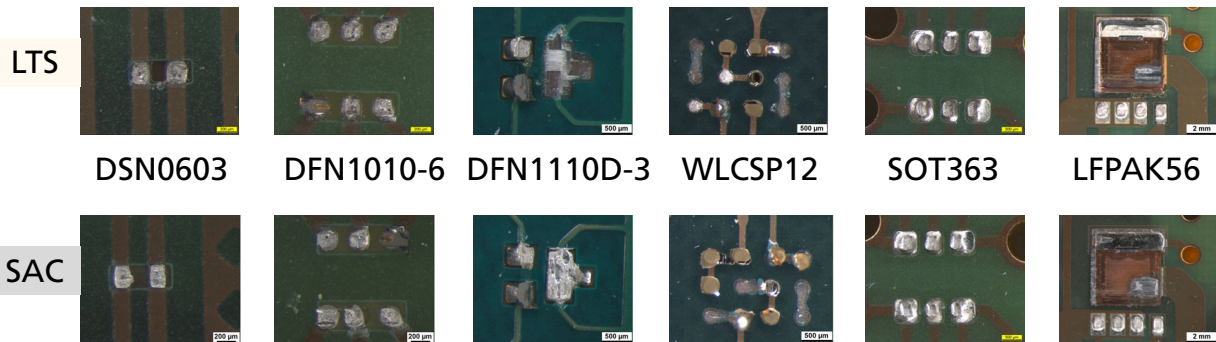 LTS
500 µm
500 µm
2 mm
DSN0603 DFN1010-6 DFN1110D-3 WLCSP12 SOT363 LFPAK56
SAC
200 µm
200 µm
500 µm
500 µm
2 mm